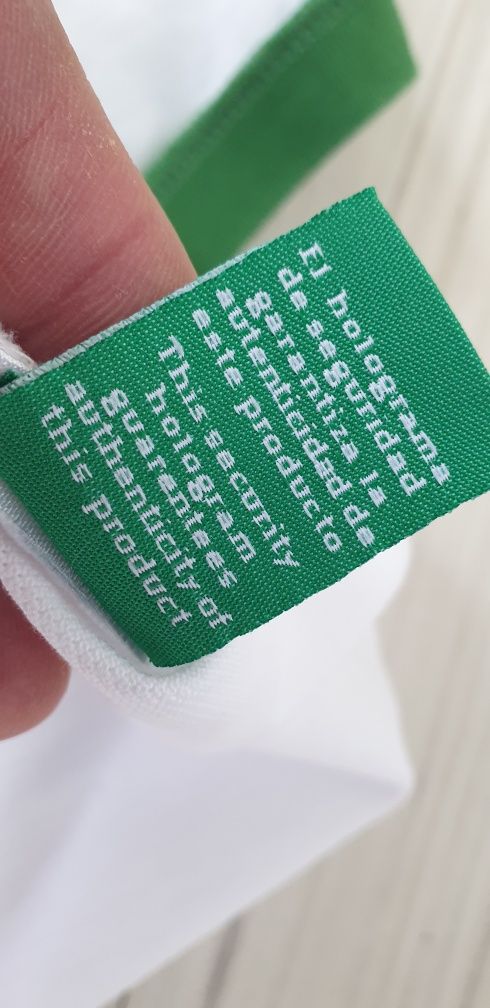 El holograma
de seguridad
garantiza la
autenticidad de
este producto
This security
hologram
guarantees
authenticity of
this product